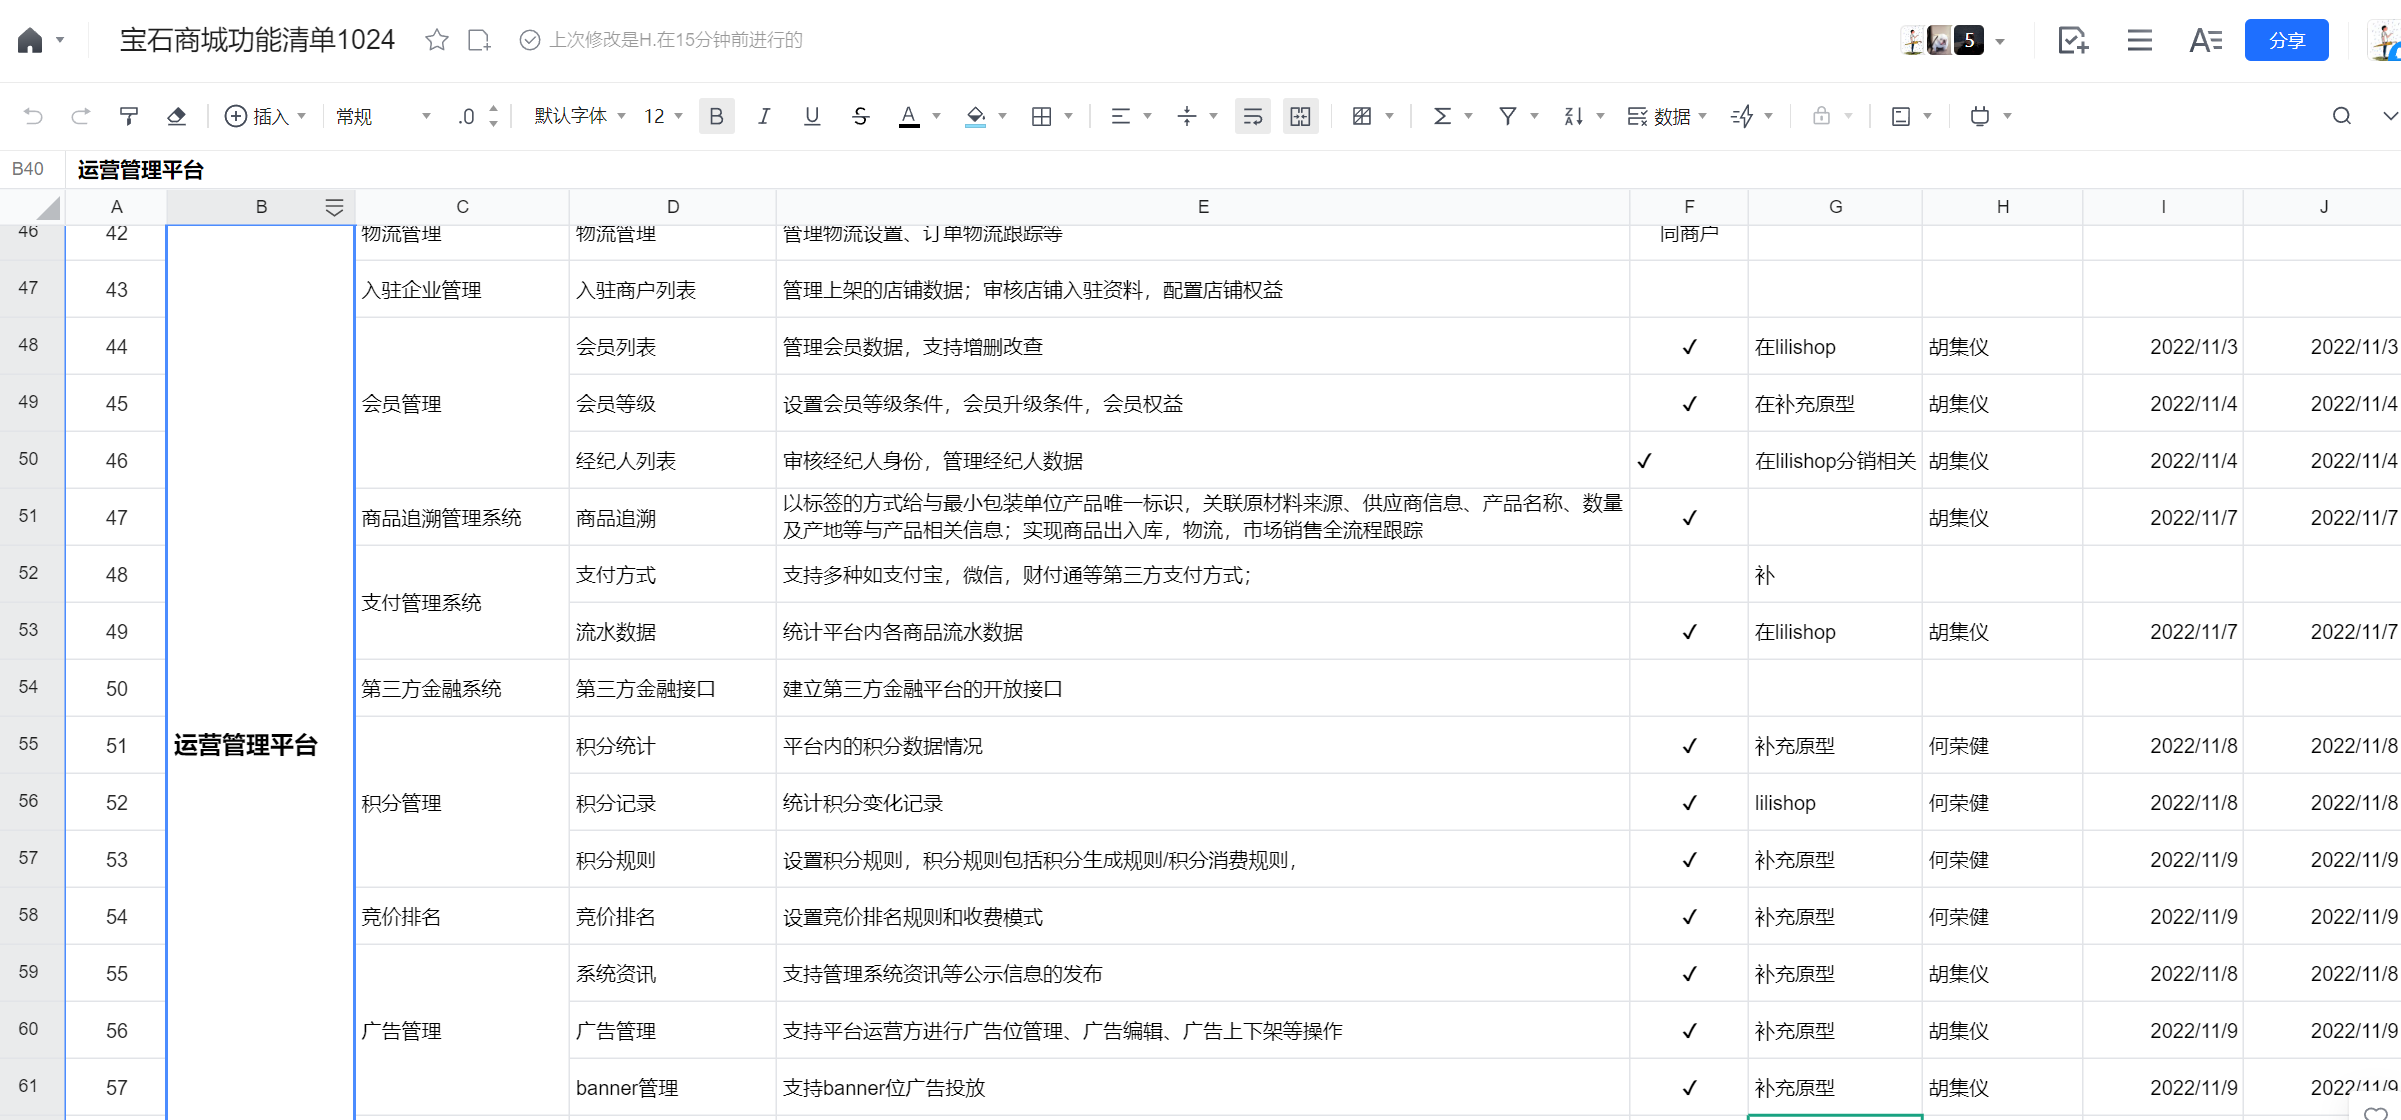 宝石商城功能清单1024 上次修改是H.在15分钟前进行的 5 分享
插入 常规 .0 默认字体 12 B I U S A 数据
B40 运营管理平台
A B C D E F G H I J
46 42 物流管理 物流管理 管理物流设置、订单物流跟踪等 同商户
47 43 入驻企业管理 入驻商户列表 管理上架的店铺数据；审核店铺入驻资料，配置店铺权益
48 44 会员列表 管理会员数据，支持增删改查 ✓ 在lilishop 胡集仪 2022/11/3 2022/11/3
49 45 会员管理 会员等级 设置会员等级条件，会员升级条件，会员权益 ✓ 在补充原型 胡集仪 2022/11/4 2022/11/4
50 46 经纪人列表 审核经纪人身份，管理经纪人数据 ✓ 在lilishop分销相关 胡集仪 2022/11/4 2022/11/4
51 47 商品追溯管理系统 商品追溯 以标签的方式给与最小包装单位产品唯一标识，关联原材料来源、供应商信息、产品名称、数量
及产地等与产品相关信息；实现商品出入库，物流，市场销售全流程跟踪 ✓ 胡集仪 2022/11/7 2022/11/7
52 48 支付方式 支持多种如支付宝，微信，财付通等第三方支付方式； 补
支付管理系统
53 49 流水数据 统计平台内各商品流水数据 ✓ 在lilishop 胡集仪 2022/11/7 2022/11/7
54 50 第三方金融系统 第三方金融接口 建立第三方金融平台的开放接口
55 51 运营管理平台 积分统计 平台内的积分数据情况 ✓ 补充原型 何荣健 2022/11/8 2022/11/8
56 52 积分管理 积分记录 统计积分变化记录 ✓ lilishop 何荣健 2022/11/8 2022/11/8
57 53 积分规则 设置积分规则，积分规则包括积分生成规则/积分消费规则， ✓ 补充原型 何荣健 2022/11/9 2022/11/9
58 54 竞价排名 竞价排名 设置竞价排名规则和收费模式 ✓ 补充原型 何荣健 2022/11/9 2022/11/9
59 55 系统资讯 支持管理系统资讯等公示信息的发布 ✓ 补充原型 胡集仪 2022/11/8 2022/11/8
60 56 广告管理 广告管理 支持平台运营方进行广告位管理、广告编辑、广告上下架等操作 ✓ 补充原型 胡集仪 2022/11/9 2022/11/9
61 57 banner管理 支持banner位广告投放 ✓ 补充原型 胡集仪 2022/11/9 2022/11/9